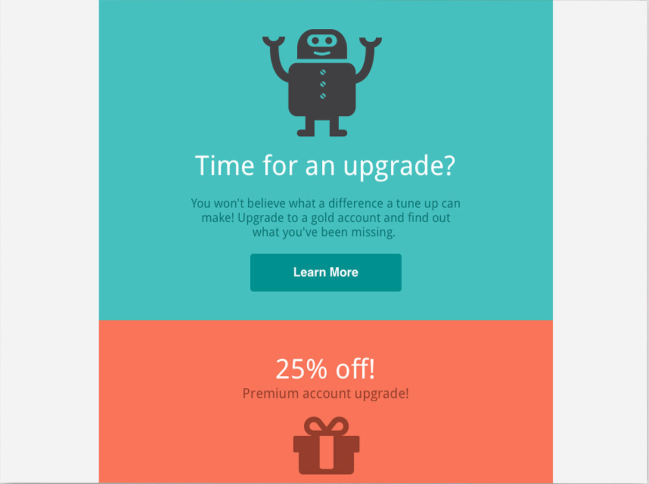 Time for an upgrade?
You won't believe what a difference a tune up can
make! Upgrade to a gold account and find out
what you've been missing.
Learn More
25% off!
Premium account upgrade!